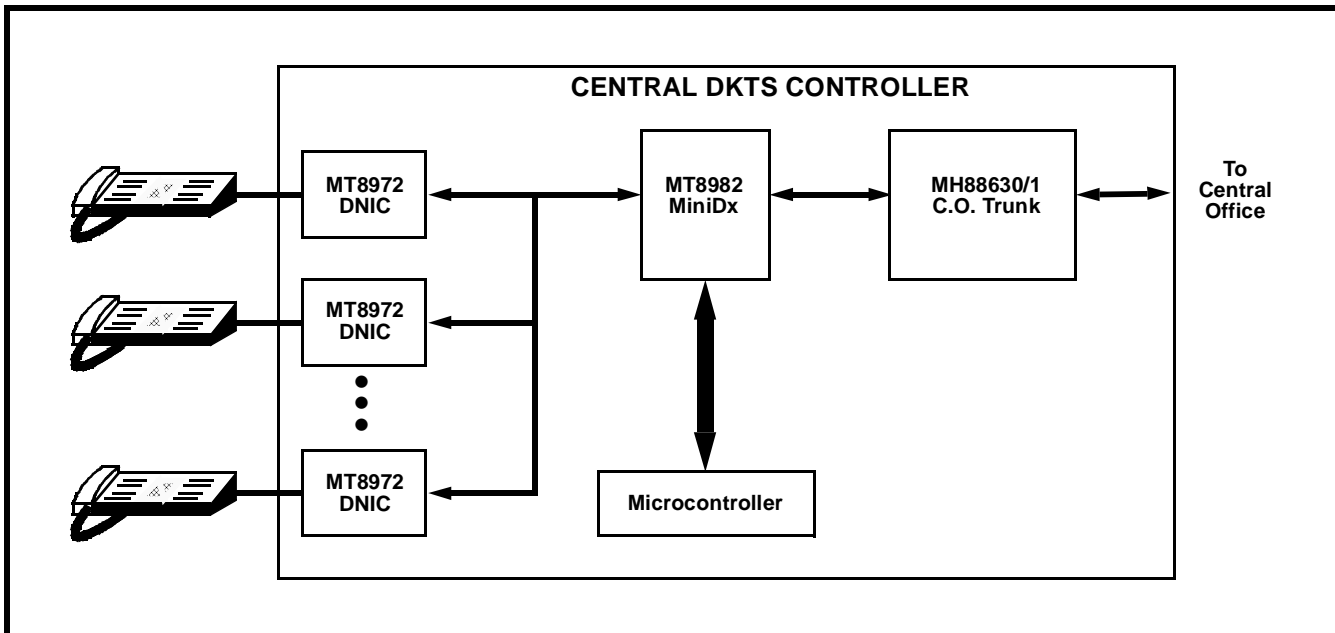 CENTRAL DKTS CONTROLLER
MT8972
DNIC
MT8982
MiniDx
MH88630/1
C.O. Trunk
To
Central
Office
MT8972
DNIC
MT8972
DNIC
Microcontroller